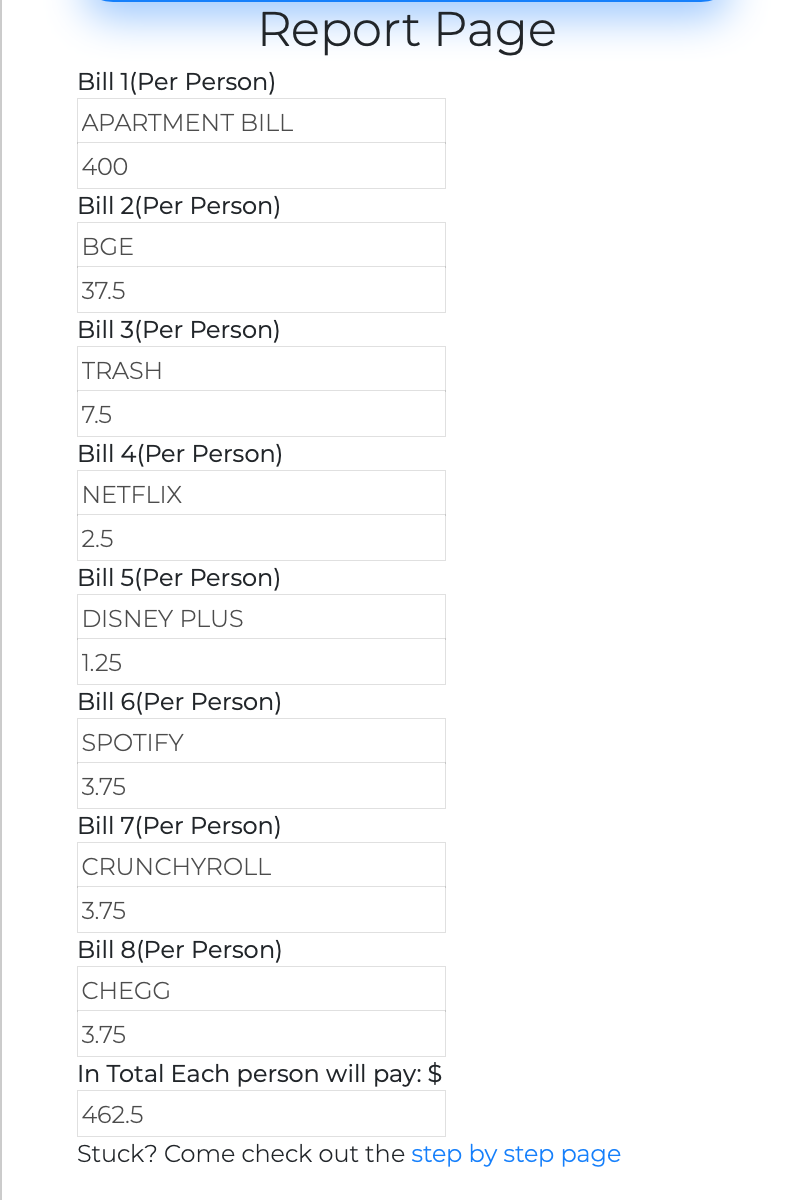 Report Page
Bill 1(Per Person)
APARTMENT BILL
400
Bill 2(Per Person)
BGE
37.5
Bill 3(Per Person)
TRASH
7.5
Bill 4(Per Person)
NETFLIX
2.5
Bill 5(Per Person)
DISNEY PLUS
1.25
Bill 6(Per Person)
SPOTIFY
3.75
Bill 7(Per Person)
CRUNCHYROLL
3.75
Bill 8(Per Person)
CHEGG
3.75
In Total Each person will pay: $
462.5
Stuck? Come check out the step by step page